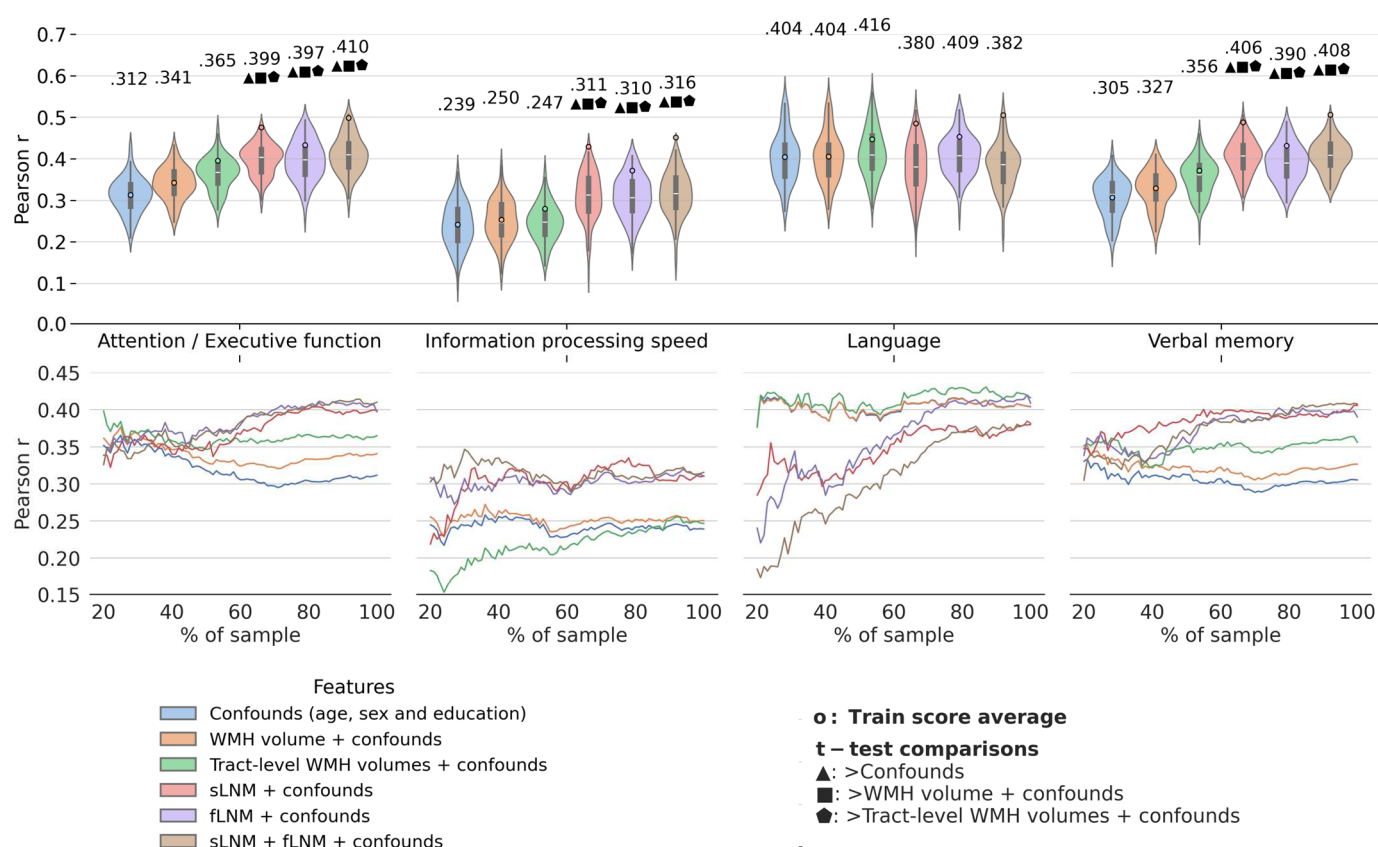 0.7
0.6
0.5
0.4
0.3
0.2
0.1
0.0
Pearson r
.312 .341 .365 .399 .397 .410
.239 .250 .247 .311 .310 .316
.404 .404 .416 .380 .409 .382
.305 .327 .356 .406 .390 .408
Attention / Executive function Information processing speed Language Verbal memory
0.45
0.40
0.35
0.30
0.25
0.20
0.15
Pearson r
20 40 60 80 100 20 40 60 80 100 20 40 60 80 100 20 40 60 80 100
% of sample % of sample % of sample % of sample
Features
Confounds (age, sex and education)
WMH volume + confounds
Tract-level WMH volumes + confounds
sLNM + confounds
fLNM + confounds
sLNM + fLNM + confounds
o: Train score average
t – test comparisons
▲: >Confounds
■: >WMH volume + confounds
⬟: >Tract-level WMH volumes + confounds